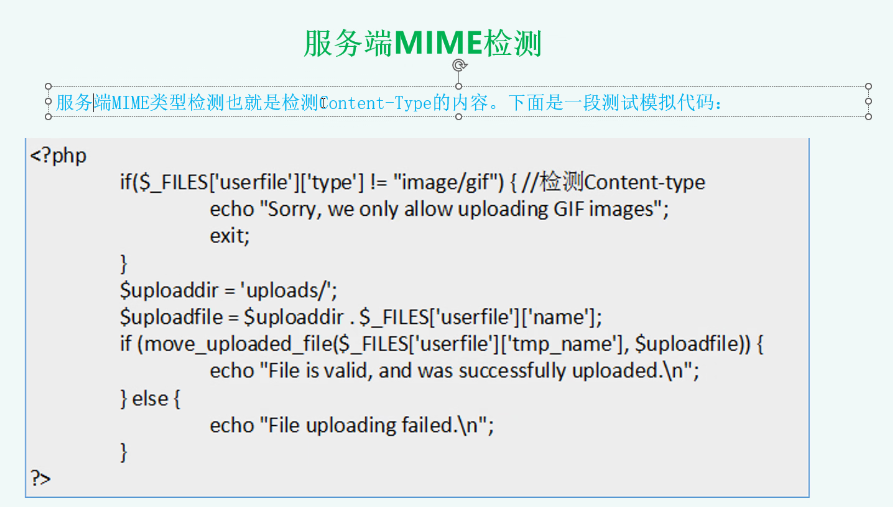 服务端MIME检测
服务端MIME类型检测也就是检测Content-Type的内容。下面是一段测试模拟代码：
<?php
if($_FILES['userfile']['type'] != "image/gif") { //检测Content-type
echo "Sorry, we only allow uploading GIF images";
exit;
}
$uploaddir = 'uploads/';
$uploadfile = $uploaddir . $_FILES['userfile']['name'];
if (move_uploaded_file($_FILES['userfile']['tmp_name'], $uploadfile)) {
echo "File is valid, and was successfully uploaded.\n";
} else {
echo "File uploading failed.\n";
}
?>